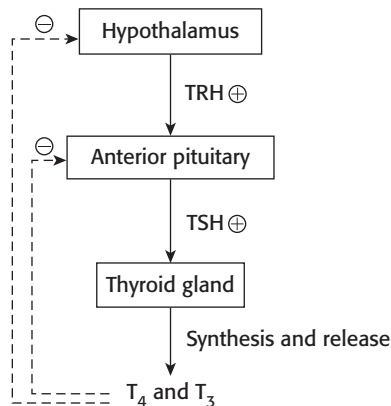 ⊖
Hypothalamus
TRH ⊕
⊖
Anterior pituitary
TSH ⊕
Thyroid gland
Synthesis and release
T₄ and T₃